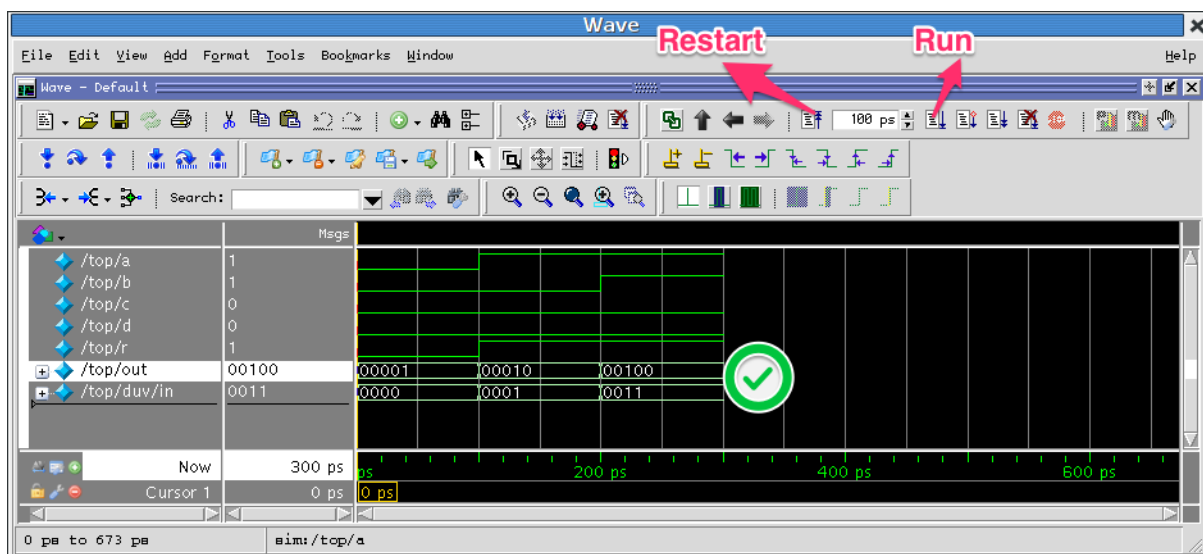 Wave
Restart
Run
File Edit View Add Format Tools Bookmarks Window Help
Wave - Default
100 ps
Search:
Msgs
/top/a 1
/top/b 1
/top/c 0
/top/d 0
/top/r 1
/top/out 00100 00001 00010 00100
/top/duv/in 0011 0000 0001 0011
Now 300 ps ps 200 ps 400 ps 600 ps
Cursor 1 0 ps 0 ps
0 ps to 673 ps sim:/top/a